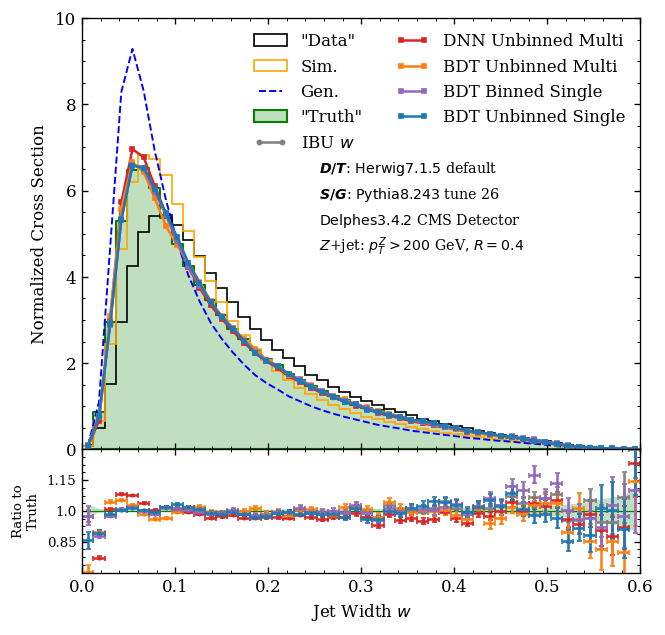 10
8
6
4
2
0
Normalized Cross Section
"Data"
Sim.
Gen.
"Truth"
IBU w
DNN Unbinned Multi
BDT Unbinned Multi
BDT Binned Single
BDT Unbinned Single
D/T: Herwig7.1.5 default
S/G: Pythia8.243 tune 26
Delphes3.4.2 CMS Detector
Z+jet: p_T^Z > 200 GeV, R = 0.4
1.15
1.0
0.85
Ratio to
Truth
0.0 0.1 0.2 0.3 0.4 0.5 0.6
Jet Width w